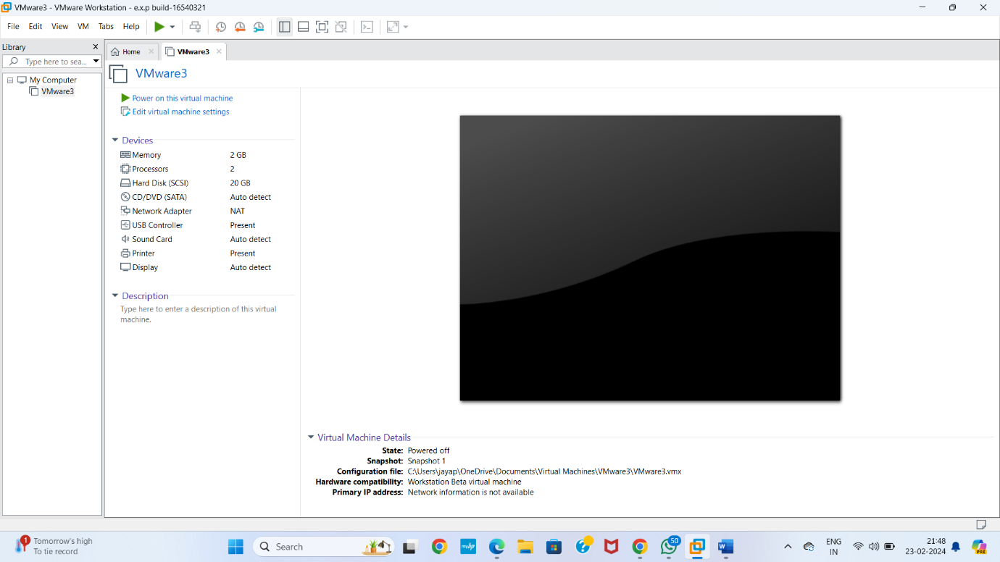 VMware3 - VMware Workstation - e.x.p build-16540321
File Edit View VM Tabs Help
Library
Type here to sea...
My Computer
VMware3
Home
VMware3
VMware3
Power on this virtual machine
Edit virtual machine settings
Devices
Memory 2 GB
Processors 2
Hard Disk (SCSI) 20 GB
CD/DVD (SATA) Auto detect
Network Adapter NAT
USB Controller Present
Sound Card Auto detect
Printer Present
Display Auto detect
Description
Type here to enter a description of this virtual
machine.
Virtual Machine Details
State: Powered off
Snapshot: Snapshot 1
Configuration file: C:\Users\jayap\OneDrive\Documents\Virtual Machines\VMware3\VMware3.vmx
Hardware compatibility: Workstation Beta virtual machine
Primary IP address: Network information is not available
1
Tomorrow's high
To tie record
Search
myhp
50
W
ENG
IN
21:48
23-02-2024
PRE